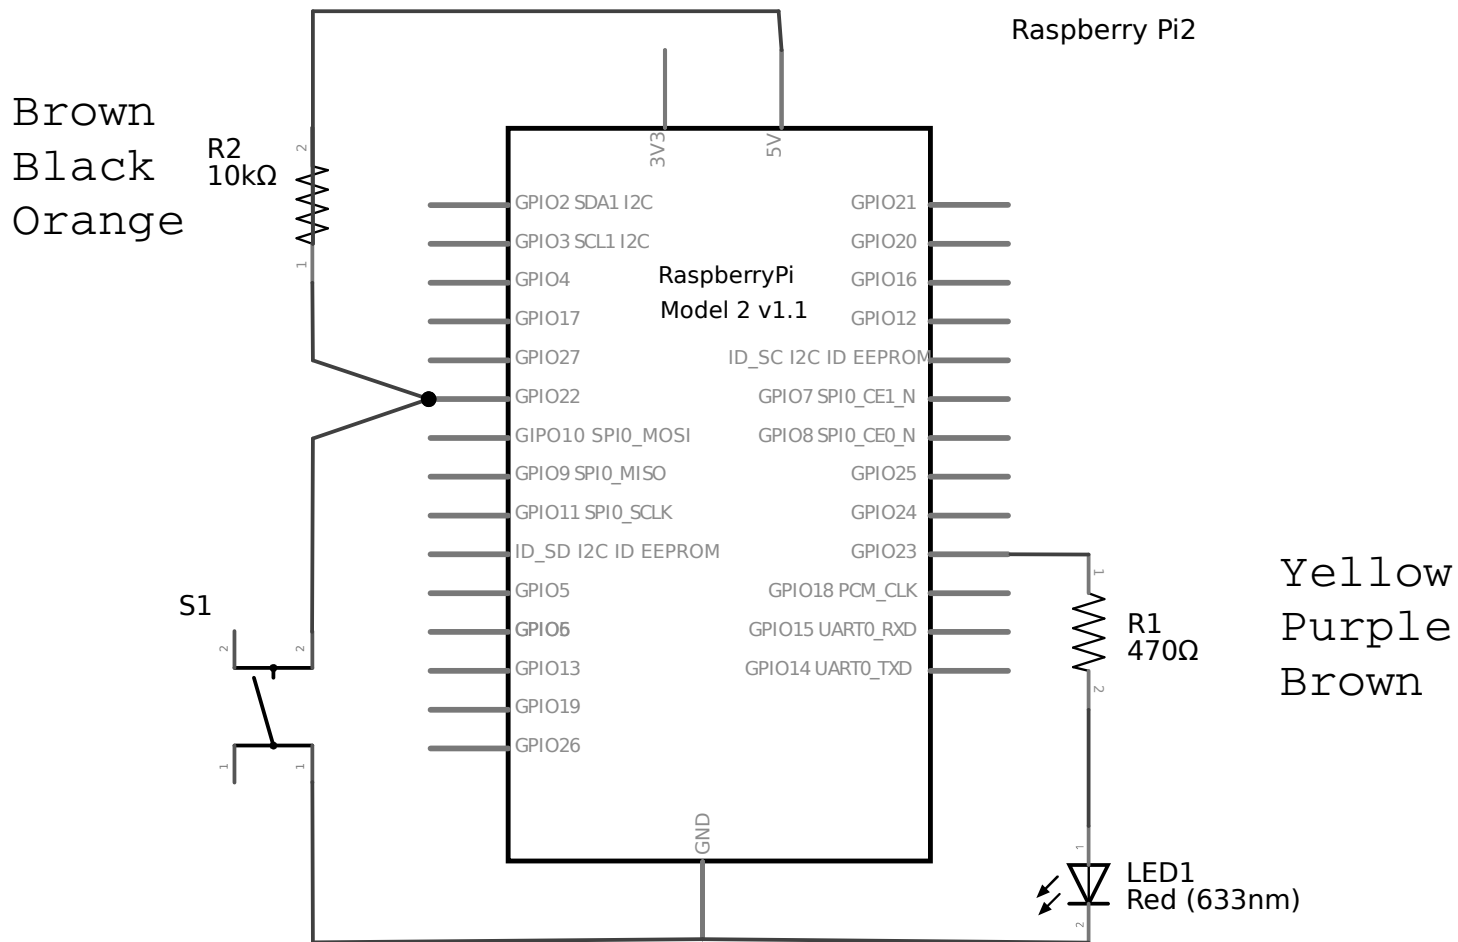 Raspberry Pi2
Brown
Black
Orange
R2
10kΩ
2
1
3V3
5V
GPIO2 SDA1 I2C
GPIO3 SCL1 I2C
GPIO4
GPIO17
GPIO27
GPIO22
GIPO10 SPI0_MOSI
GPIO9 SPI0_MISO
GPIO11 SPI0_SCLK
ID_SD I2C ID EEPROM
GPIO5
GPIO13
GPIO19
GPIO26
RaspberryPi
Model 2 v1.1
GPIO21
GPIO20
GPIO16
GPIO12
ID_SC I2C ID EEPROM
GPIO7 SPI0_CE1_N
GPIO8 SPI0_CE0_N
GPIO25
GPIO24
GPIO23
GPIO18 PCM_CLK
GPIO15 UART0_RXD
GPIO14 UART0_TXD
GND
S1
2
2
1
1
1
R1
470Ω
2
Yellow
Purple
Brown
1
LED1
Red (633nm)
2